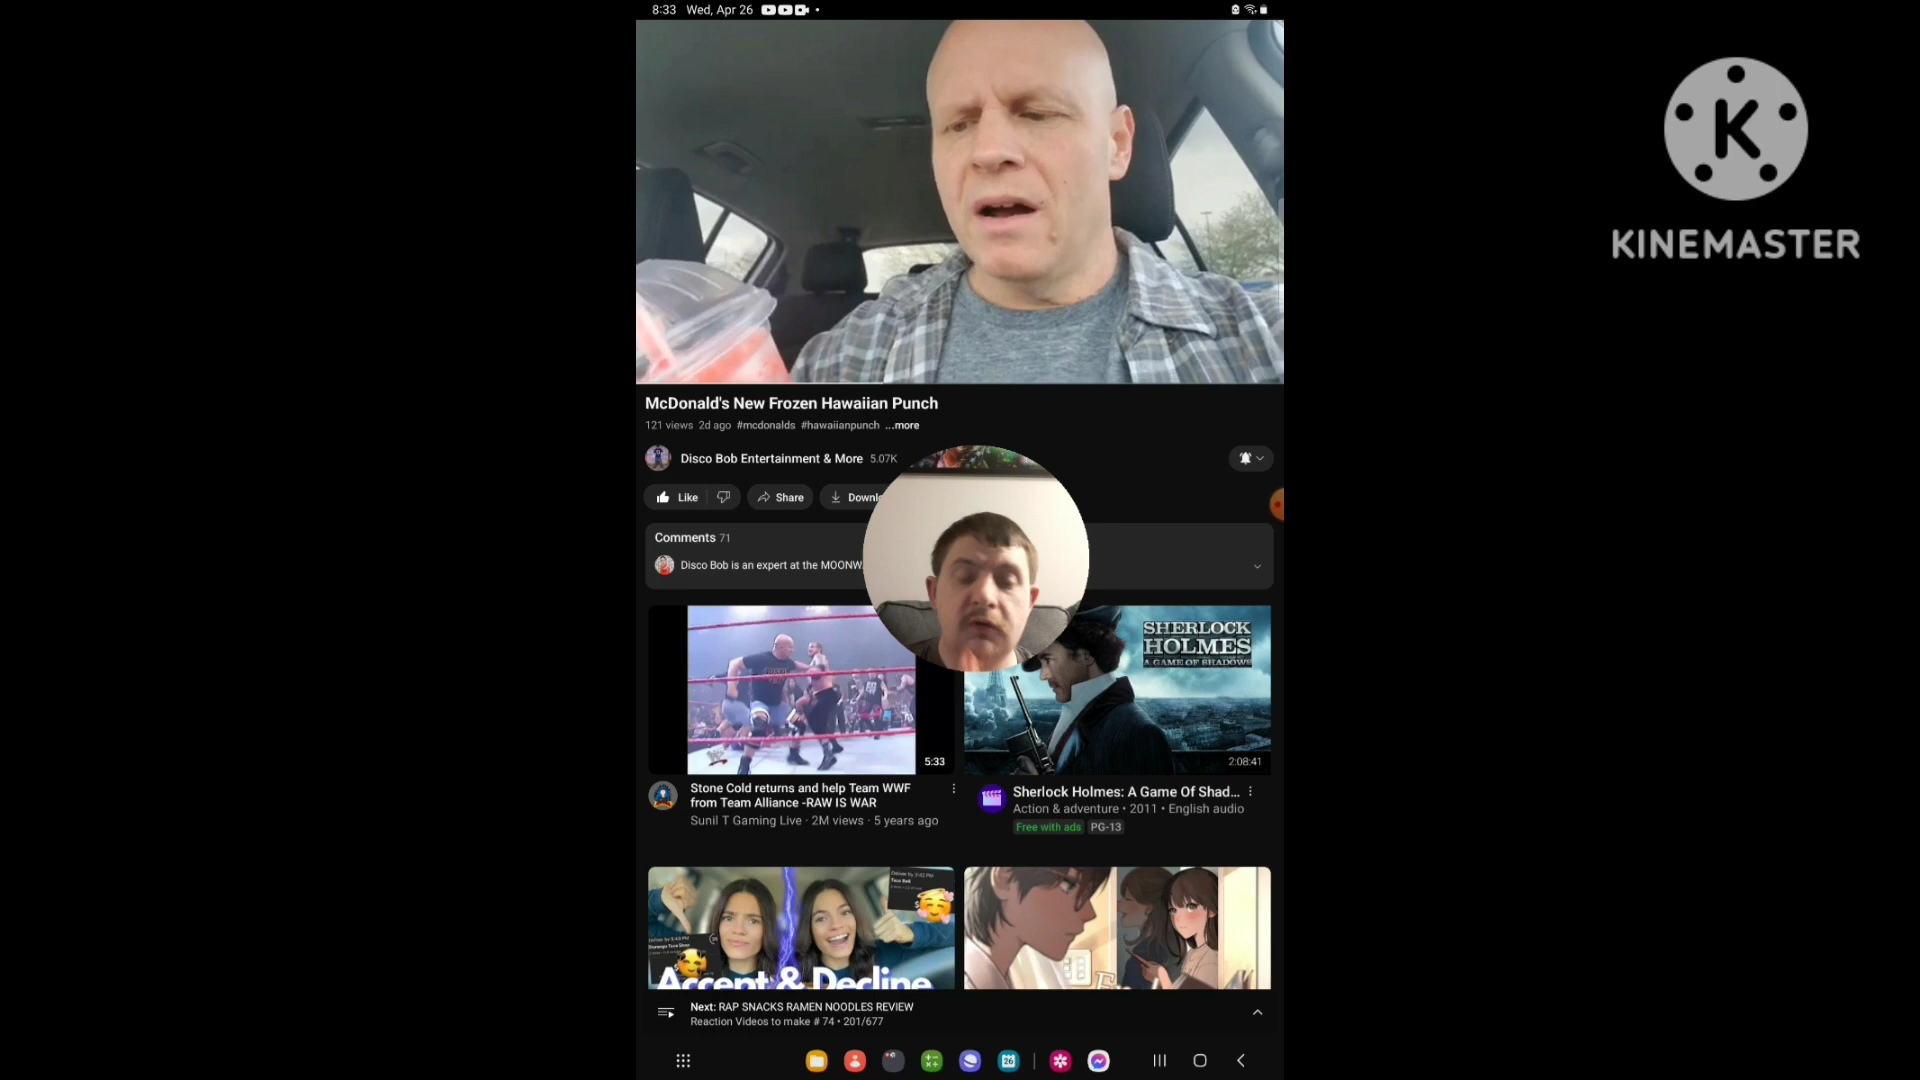 8:33 Wed, Apr 26
K
KINEMASTER
McDonald's New Frozen Hawaiian Punch
121 views 2d ago #mcdonalds #hawaiianpunch ...more
Disco Bob Entertainment & More 5.07K
Like
Share
Downlo
Comments 71
Disco Bob is an expert at the MOONW
SHERLOCK
HOLMES
A GAME OF SHADOWS
5:33
2:08:41
Stone Cold returns and help Team WWF
from Team Alliance -RAW IS WAR
Sunil T Gaming Live · 2M views · 5 years ago
Sherlock Holmes: A Game Of Shad...
Action & adventure • 2011 • English audio
Free with ads PG-13
Accept & Decline
Next: RAP SNACKS RAMEN NOODLES REVIEW
Reaction Videos to make # 74 • 201/677
26